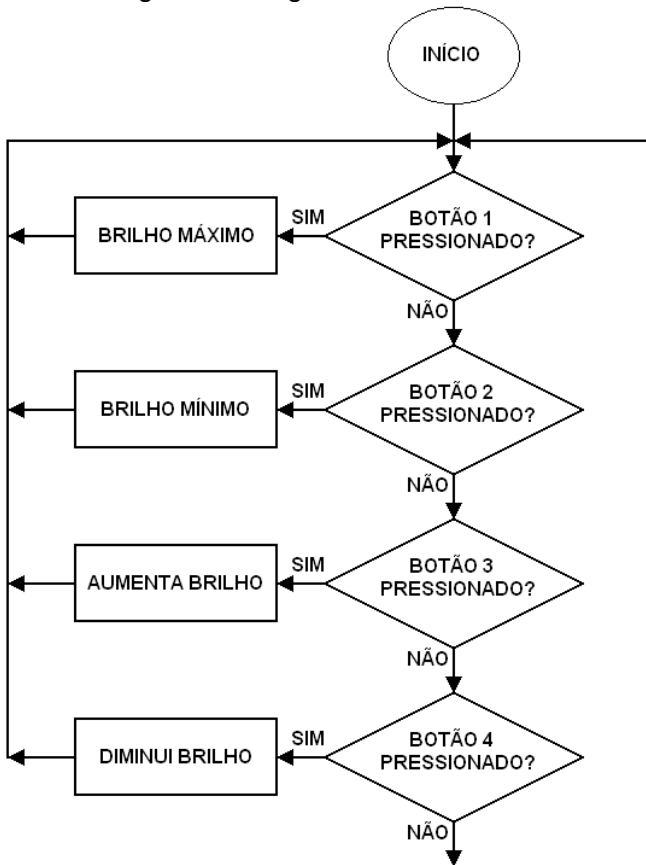 INÍCIO
BOTÃO 1
PRESSIONADO?
SIM
BRILHO MÁXIMO
NÃO
BOTÃO 2
PRESSIONADO?
SIM
BRILHO MÍNIMO
NÃO
BOTÃO 3
PRESSIONADO?
SIM
AUMENTA BRILHO
NÃO
BOTÃO 4
PRESSIONADO?
SIM
DIMINUI BRILHO
NÃO